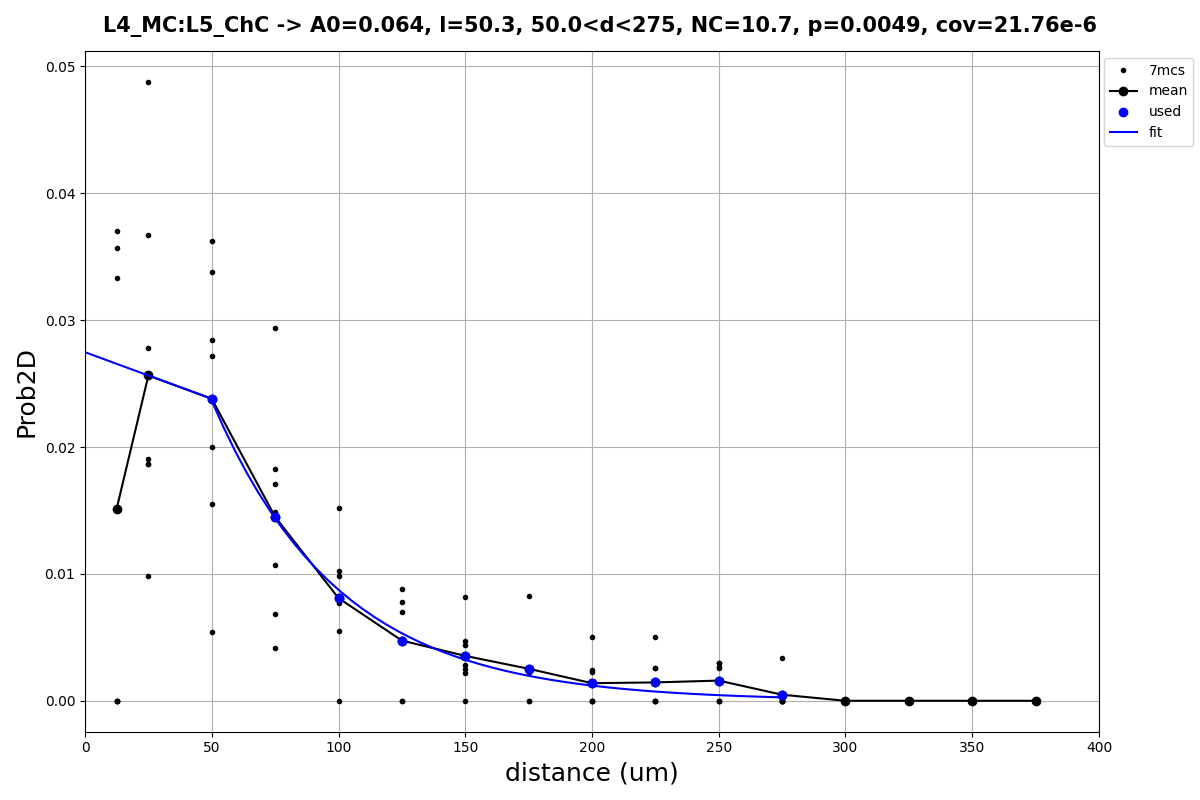 L4_MC:L5_ChC -> A0=0.064, l=50.3, 50.0<d<275, NC=10.7, p=0.0049, cov=21.76e-6
7mcs
mean
used
fit
Prob2D
0.05
0.04
0.03
0.02
0.01
0.00
0 50 100 150 200 250 300 350 400
distance (um)